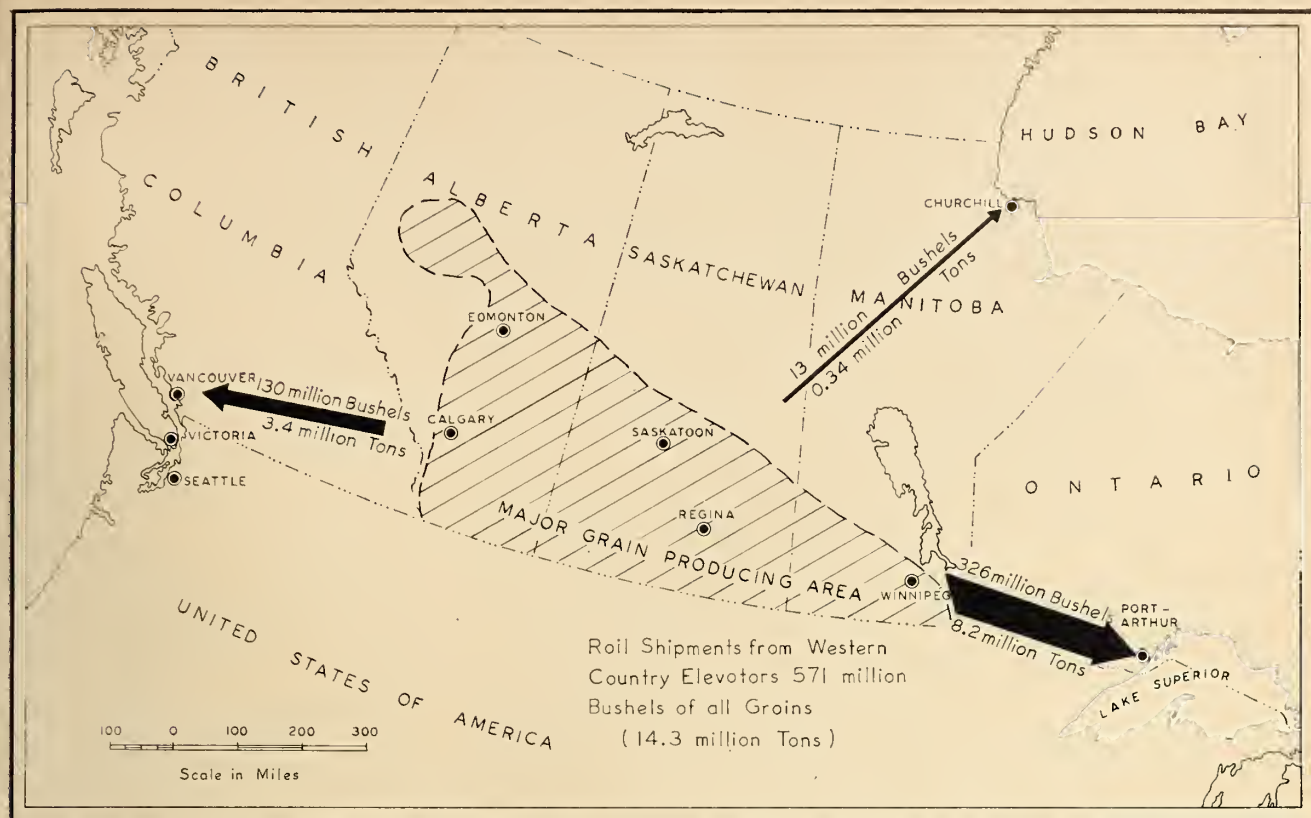 BRITISH
COLUMBIA
ALBERTA
SASKATCHEWAN
MANITOBA
HUDSON BAY
CHURCHILL
13 million Bushels
0.34 million Tons
EDMONTON
VANCOUVER
130 million Bushels
3.4 million Tons
CALGARY
VICTORIA
SASKATOON
SEATTLE
ONTARIO
REGINA
MAJOR GRAIN PRODUCING AREA
WINNIPEG
326 million Bushels
8.2 million Tons
PORT-
ARTHUR
LAKE SUPERIOR
UNITED STATES OF AMERICA
Rail Shipments from Western
Country Elevators 571 million
Bushels of all Grains
(14.3 million Tons)
100 0 100 200 300
Scale in Miles